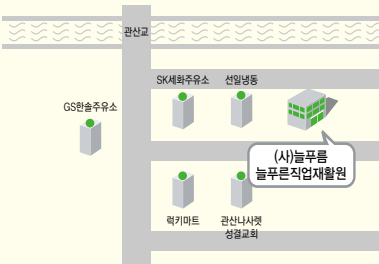 관산교
SK세화주유소
선일냉동
GS한솔주유소
(사)늘푸름
늘푸른직업재활원
럭키마트
관산나사렛
성결교회